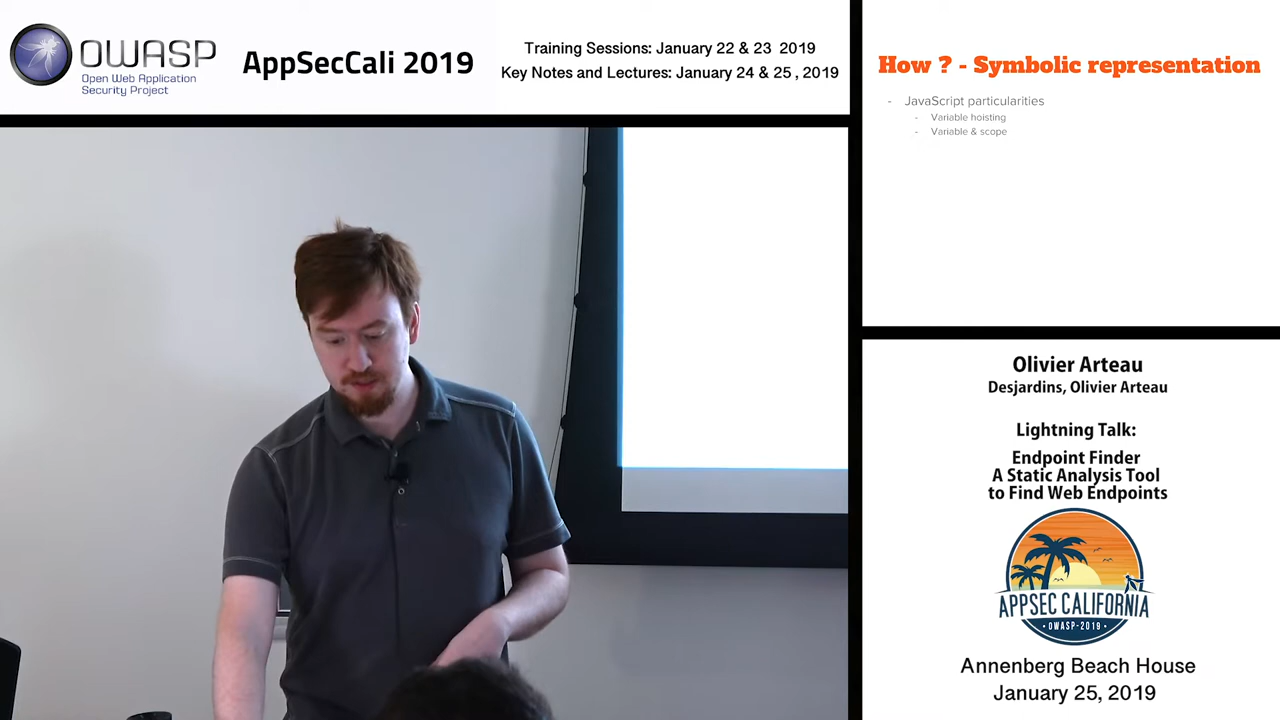 OWASP
Open Web Application
Security Project
AppSecCali 2019
Training Sessions: January 22 & 23 2019
Key Notes and Lectures: January 24 & 25 , 2019
How ? - Symbolic representation
- JavaScript particularities
- Variable hoisting
- Variable & scope
Olivier Arteau
Desjardins, Olivier Arteau
Lightning Talk:
Endpoint Finder
A Static Analysis Tool
to Find Web Endpoints
APPSEC CALIFORNIA
• OWASP-2019 •
Annenberg Beach House
January 25, 2019